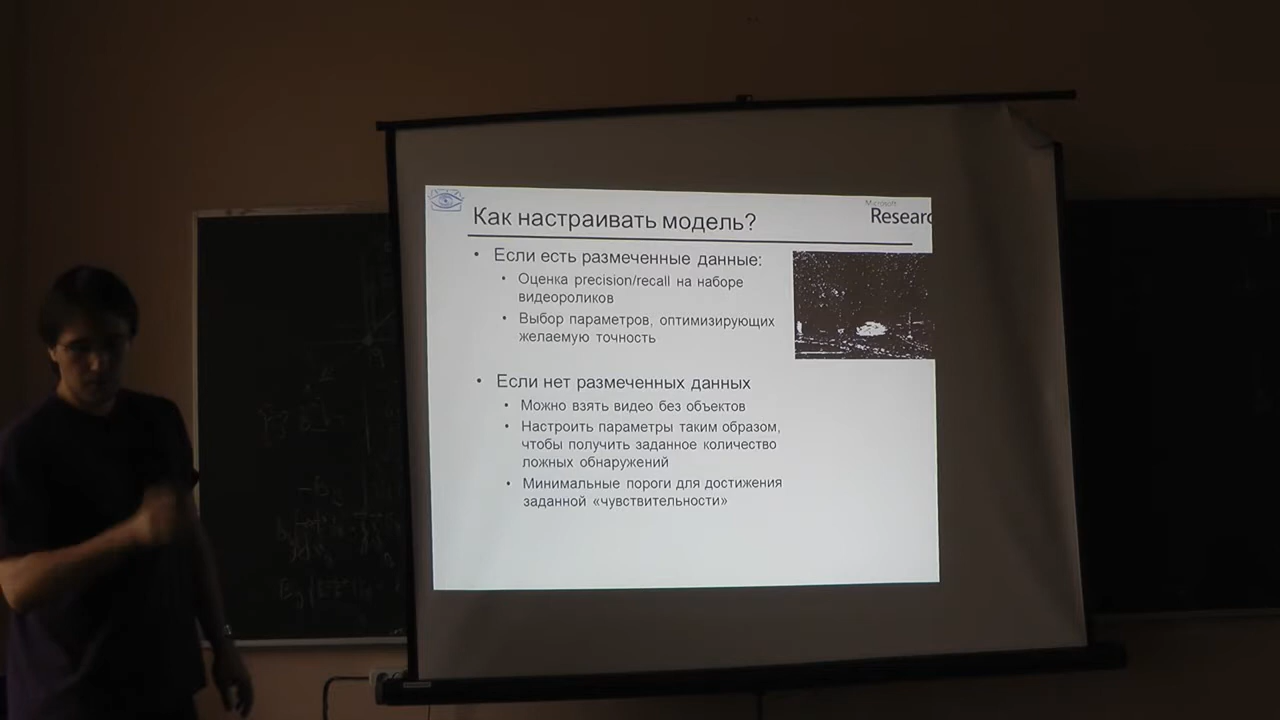 Как настраивать модель?
Microsoft
Researc
• Если есть размеченные данные:
• Оценка precision/recall на наборе
видеороликов
• Выбор параметров, оптимизирующих
желаемую точность
• Если нет размеченных данных
• Можно взять видео без объектов
• Настроить параметры таким образом,
чтобы получить заданное количество
ложных обнаружений
• Минимальные пороги для достижения
заданной «чувствительности»